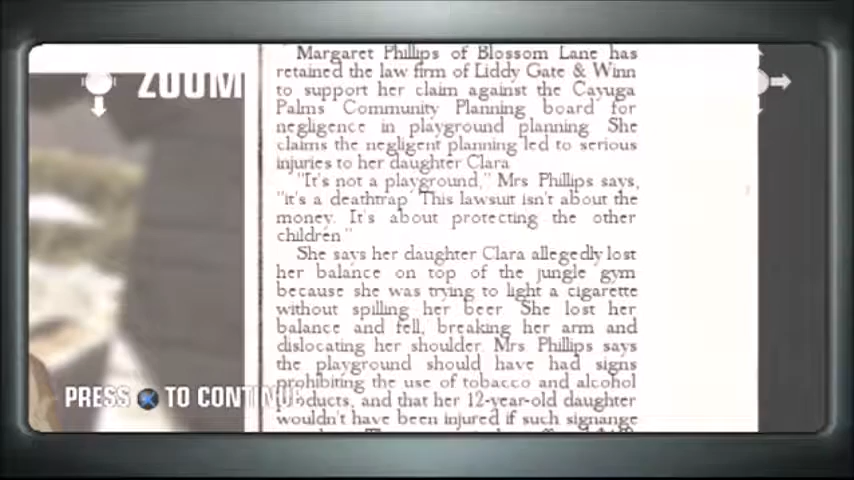 ZOOM
Margaret Phillips of Blossom Lane has
retained the law firm of Liddy Gate & Winn
to support her claim against the Cayuga
Palms Community Planning board for
negligence in playground planning. She
claims the negligent planning led to serious
injuries to her daughter Clara.
"It's not a playground," Mrs Phillips says,
"it's a deathtrap. This lawsuit isn't about the
money. It's about protecting the other
children."
She says her daughter Clara allegedly lost
her balance on top of the jungle gym
because she was trying to light a cigarette
without spilling her beer. She lost her
balance and fell, breaking her arm and
dislocating her shoulder. Mrs Phillips says
the playground should have had signs
prohibiting the use of tobacco and alcohol
products, and that her 12-year-old daughter
wouldn't have been injured if such signange
PRESS TO CONTINUE